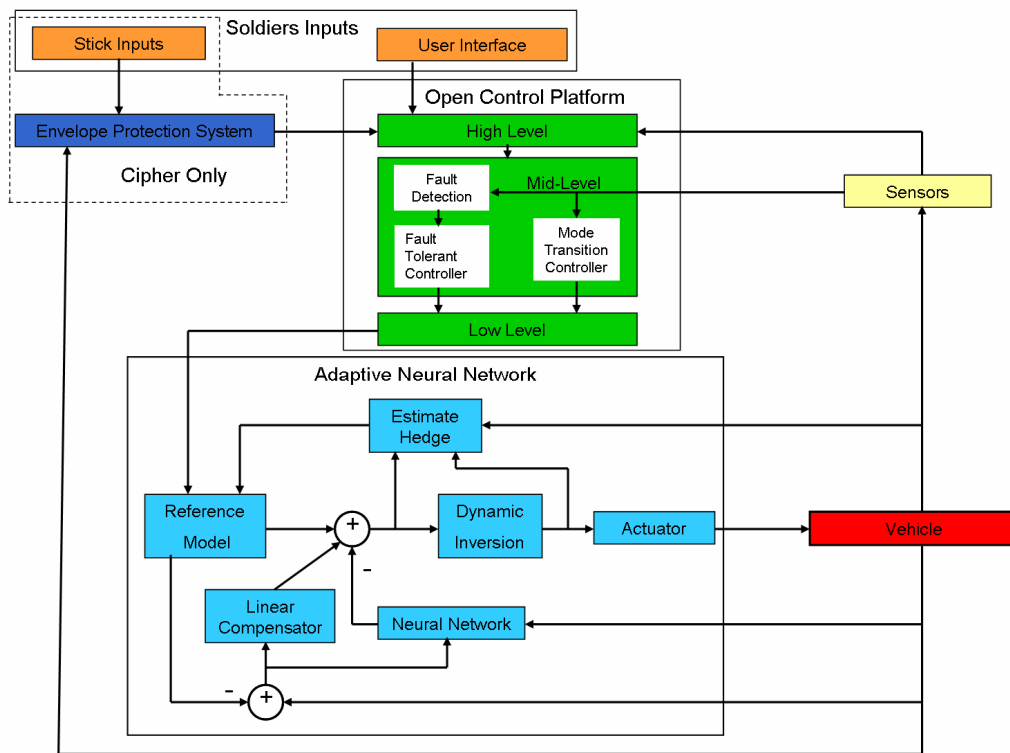 Soldiers Inputs
Stick Inputs
User Interface
Open Control Platform
Envelope Protection System
High Level
Cipher Only
Fault
Detection
Mid-Level
Sensors
Fault
Tolerant
Controller
Mode
Transition
Controller
Low Level
Adaptive Neural Network
Estimate
Hedge
Reference
Model
+
Dynamic
Inversion
Actuator
Vehicle
-
Linear
Compensator
Neural Network
-
+